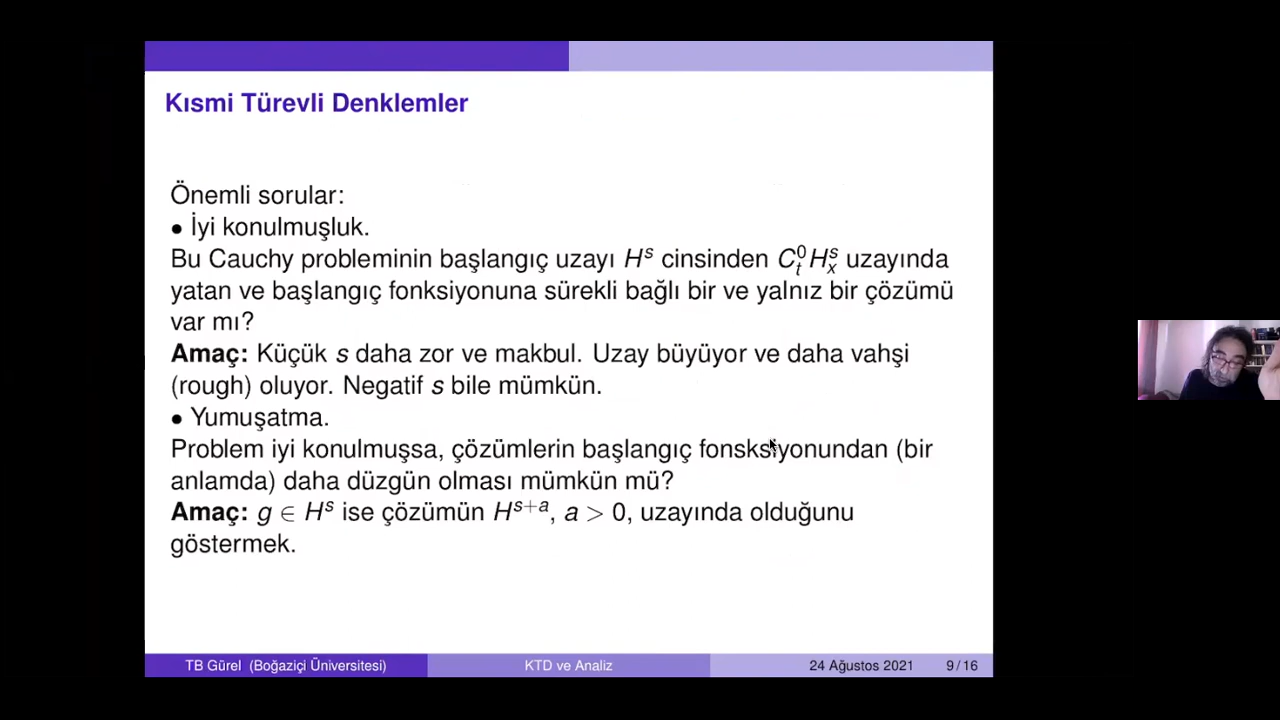 Kısmi Türevli Denklemler
Önemli sorular:
• İyi konulmuşluk.
Bu Cauchy probleminin başlangıç uzayı H^s cinsinden C_t^0 H_x^s uzayında
yatan ve başlangıç fonksiyonuna sürekli bağlı bir ve yalnız bir çözümü
var mı?
Amaç: Küçük s daha zor ve makbul. Uzay büyüyor ve daha vahşi
(rough) oluyor. Negatif s bile mümkün.
• Yumuşatma.
Problem iyi konulmuşsa, çözümlerin başlangıç fonsksiyonundan (bir
anlamda) daha düzgün olması mümkün mü?
Amaç: g ∈ H^s ise çözümün H^{s+a}, a > 0, uzayında olduğunu
göstermek.
TB Gürel (Boğaziçi Üniversitesi) KTD ve Analiz 24 Ağustos 2021 9 / 16